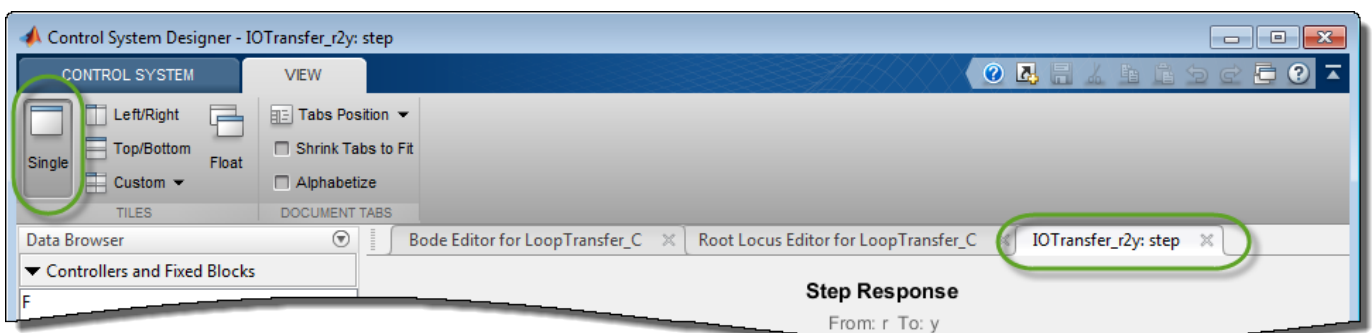 Control System Designer - IOTransfer_r2y: step
CONTROL SYSTEM VIEW
Single
Left/Right
Top/Bottom
Custom
Float
TILES
Tabs Position
Shrink Tabs to Fit
Alphabetize
DOCUMENT TABS
Data Browser
Bode Editor for LoopTransfer_C
Root Locus Editor for LoopTransfer_C
IOTransfer_r2y: step
Controllers and Fixed Blocks
F
Step Response
From: r To: y